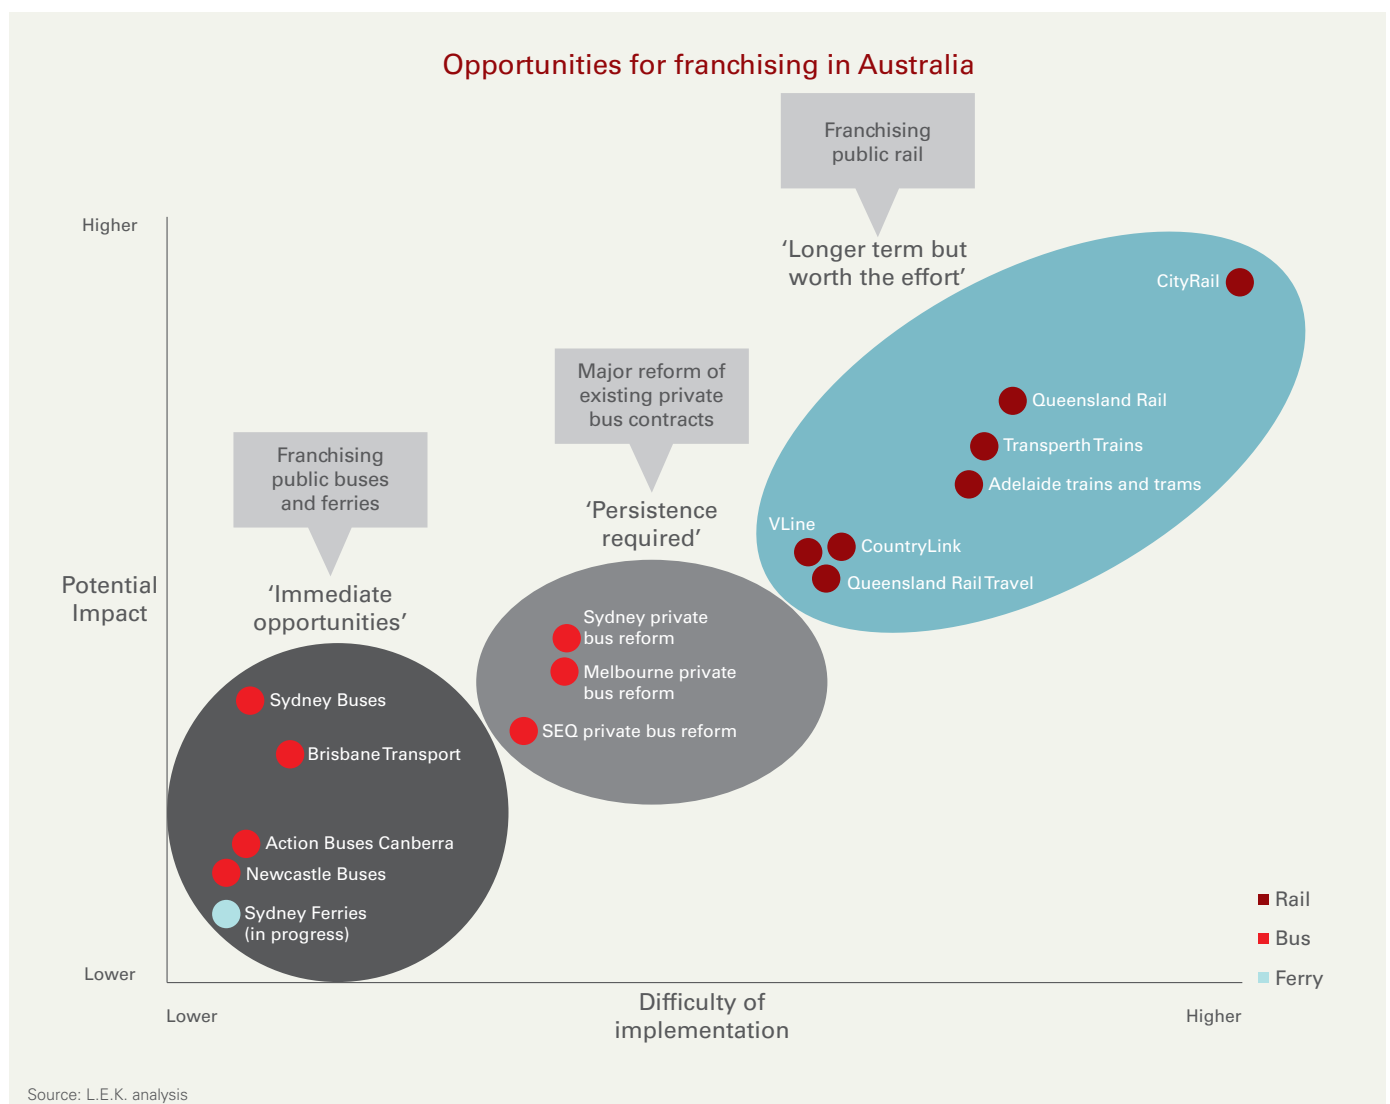 Opportunities for franchising in Australia
Franchising
public rail
Higher
‘Longer term but
worth the effort’
CityRail
Major reform of
existing private
bus contracts
Queensland Rail
Franchising
public buses
and ferries
Transperth Trains
Adelaide trains and trams
‘Persistence
required’
VLine
CountryLink
Queensland Rail Travel
Potential
Impact
‘Immediate
opportunities’
Sydney private
bus reform
Melbourne private
bus reform
SEQ private bus reform
Sydney Buses
Brisbane Transport
Action Buses Canberra
Newcastle Buses
Sydney Ferries
(in progress)
Rail
Bus
Ferry
Lower
Lower
Difficulty of
implementation
Higher
Source: L.E.K. analysis